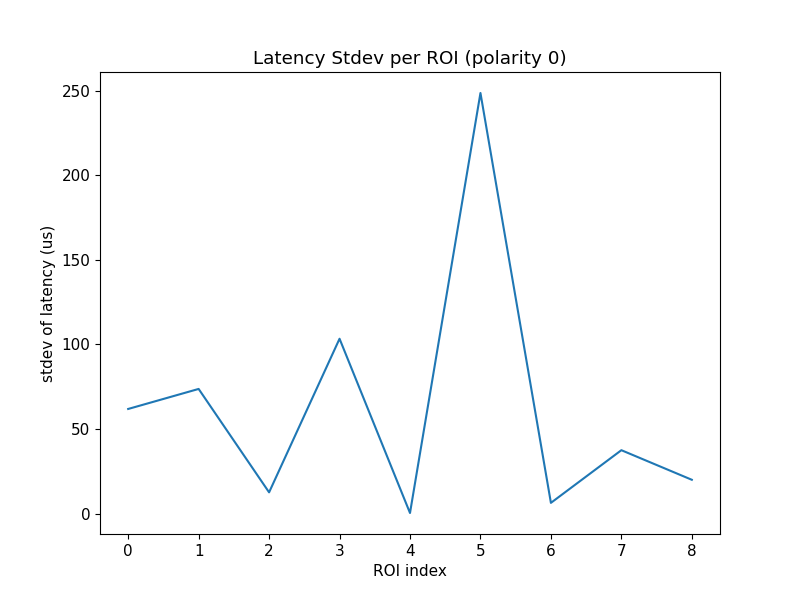 Latency Stdev per ROI (polarity 0)
250
200
150
100
50
0
stdev of latency (us)
0 1 2 3 4 5 6 7 8
ROI index